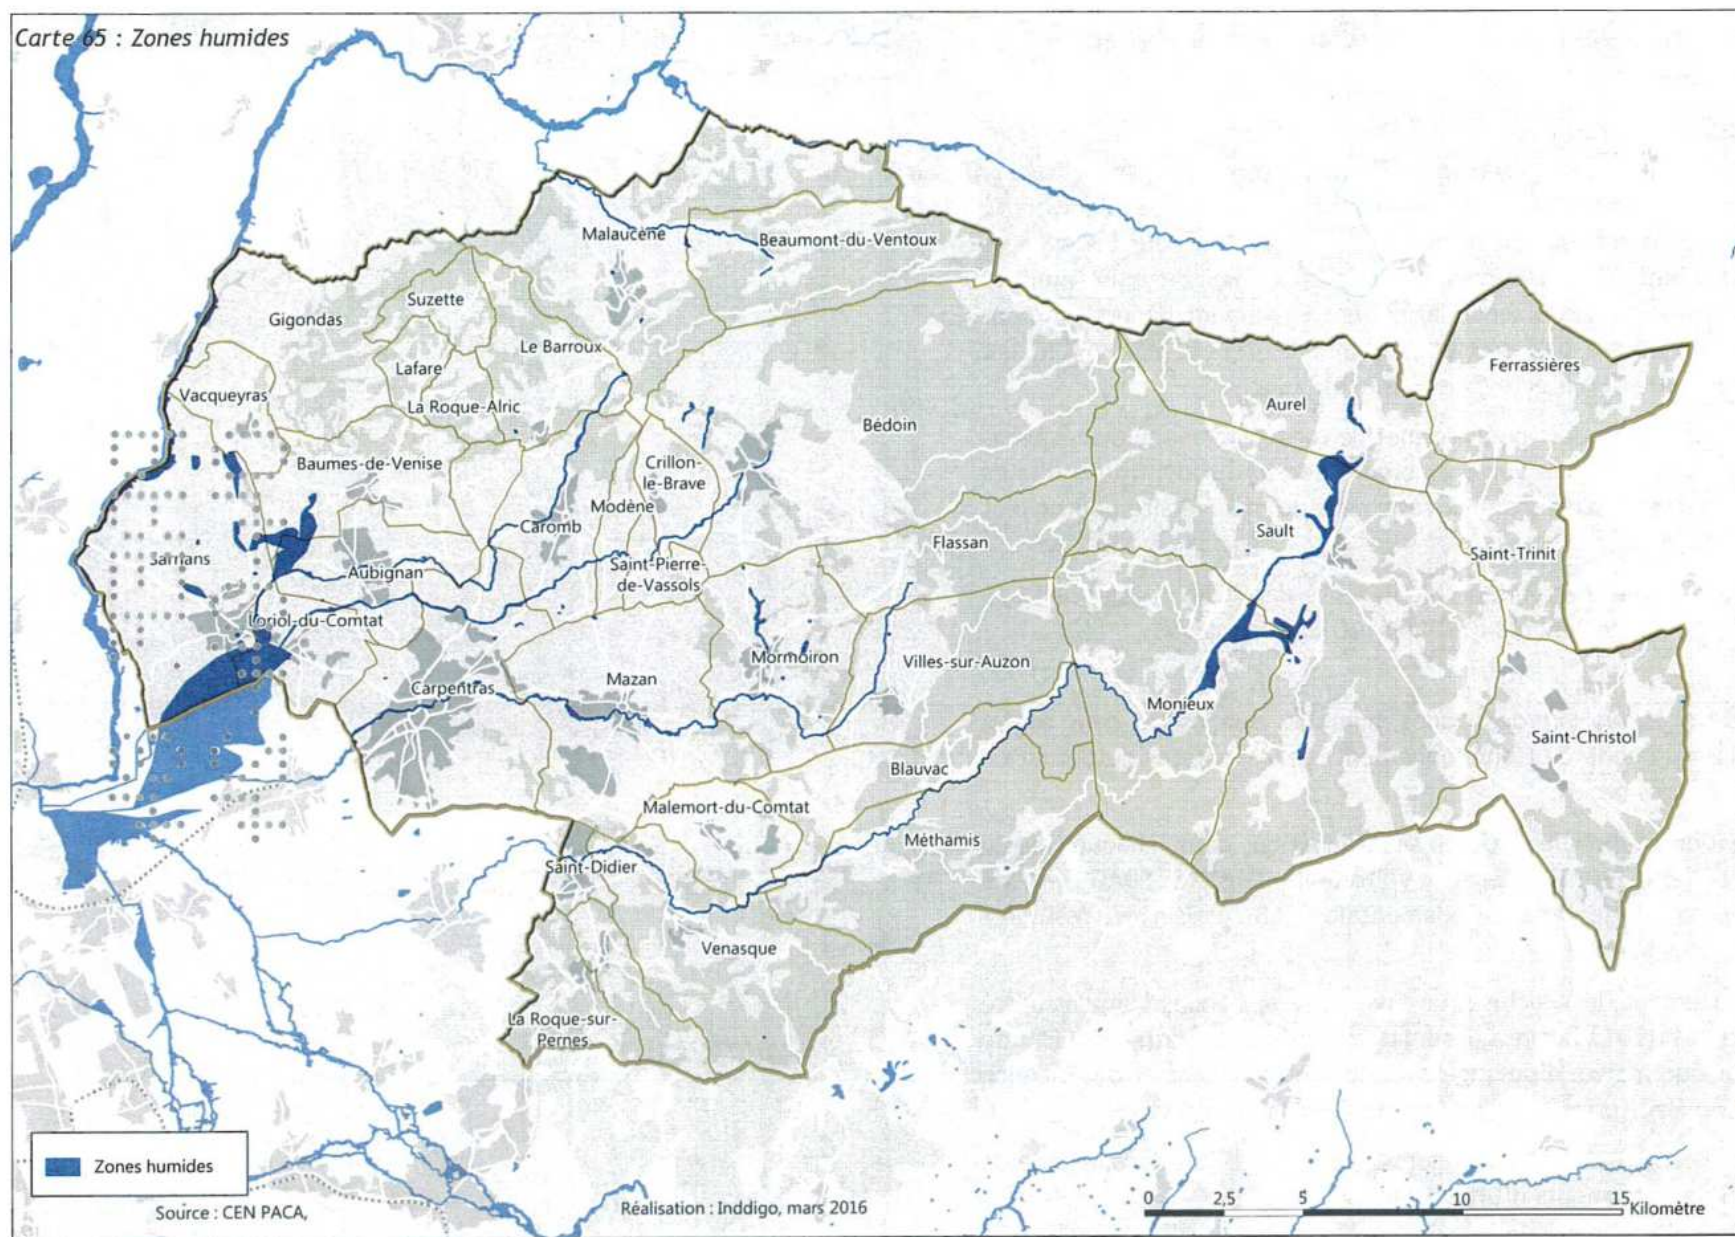 Carte 65 : Zones humides
Malaucène
Beaumont-du-Ventoux
Suzette
Gigondas
Le Barroux
Lafare
Ferrassières
Vacqueyras
La Roque-Alric
Aurel
Bédoin
Baumes-de-Venise
Crillon-
le-Brave
Modène
Caromb
Sault
Flassan
Saint-Trinit
Sarrians
Aubignan
Saint-Pierre-
de-Vassols
Loriol-du-Comtat
Mormoiron
Villes-sur-Auzon
Mazan
Carpentras
Monieux
Saint-Christol
Blauvac
Malemort-du-Comtat
Méthamis
Saint-Didier
Venasque
La Roque-sur-
Pernes
Zones humides
Source : CEN PACA,
Réalisation : Inddigo, mars 2016
0 2,5 5 10 15
Kilomètre